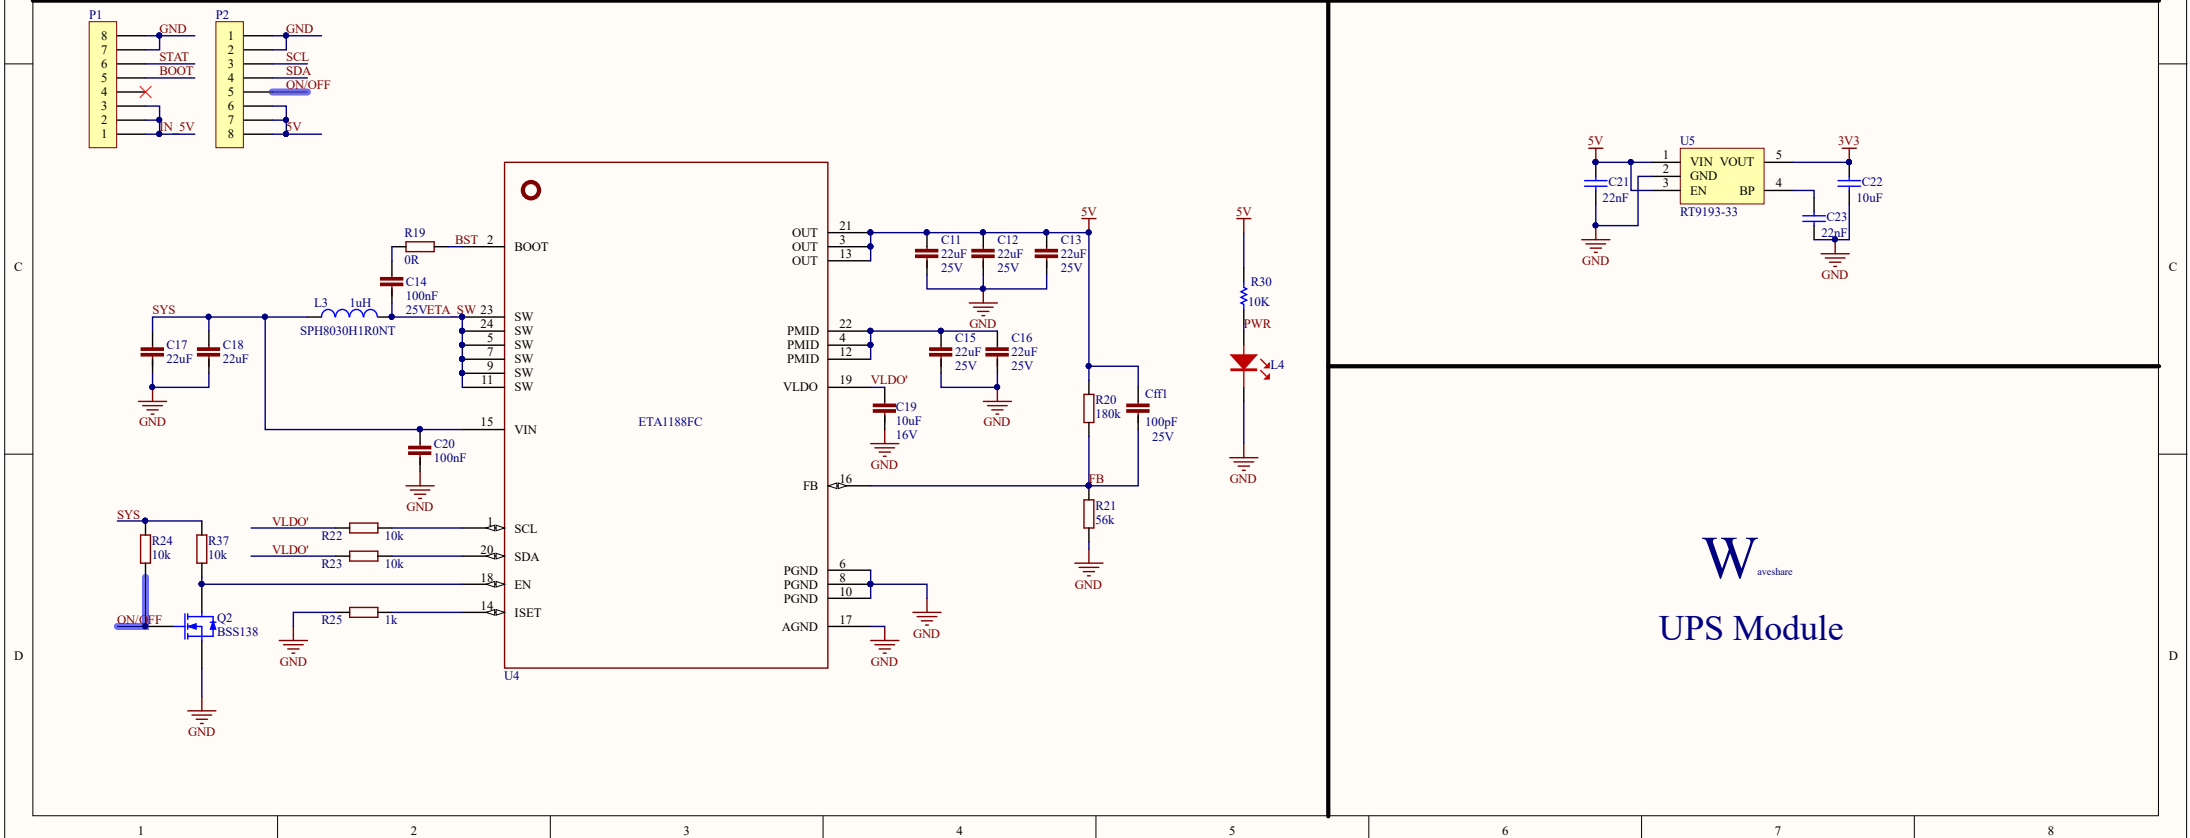 P1
8
7
6
5
4
3
2
1
GND
STAT
BOOT
IN_5V
P2
1
2
3
4
5
6
7
8
GND
SCL
SDA
ON/OFF
5V
C
SYS
C17
22uF
C18
22uF
GND
L3
1uH
SPH8030H1R0NT
R19
0R
BST
C14
100nF
25V
ETA_SW
C20
100nF
GND
SYS
R24
10k
R37
10k
ON/OFF
Q2
BSS138
GND
VLDO'
R22
10k
VLDO'
R23
10k
R25
1k
GND
2
BOOT
23
SW
24
SW
5
SW
7
SW
9
SW
11
SW
15
VIN
1
SCL
20
SDA
18
EN
14
ISET
ETA1188FC
U4
OUT
21
OUT
3
OUT
13
PMID
22
PMID
4
PMID
12
VLDO
19
VLDO'
FB
16
PGND
6
PGND
8
PGND
10
AGND
17
C11
22uF
25V
C12
22uF
25V
C13
22uF
25V
GND
C15
22uF
25V
C16
22uF
25V
GND
C19
10uF
16V
GND
GND
GND
5V
R20
180k
Cff1
100pF
25V
FB
R21
56k
GND
5V
R30
10K
PWR
L4
GND
5V
C21
22nF
GND
U5
1
VIN
VOUT
5
2
GND
3
EN
BP
4
RT9193-33
3V3
C22
10uF
C23
22nF
GND
C
D
Waveshare
UPS Module
D
1
2
3
4
5
6
7
8